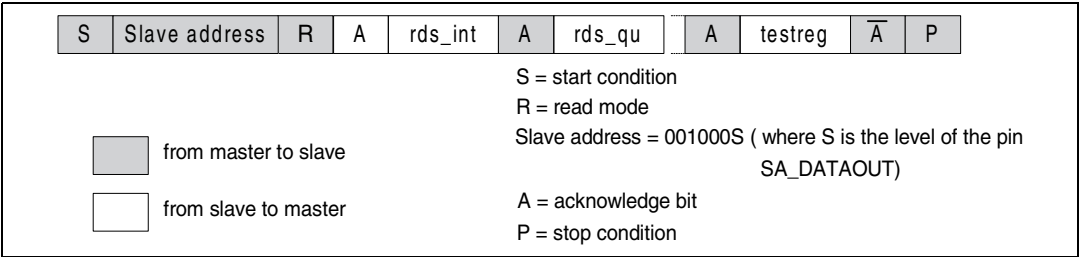 S Slave address R A rds_int A rds_qu A testreg A̅ P
S = start condition
R = read mode
Slave address = 001000S ( where S is the level of the pin
SA_DATAOUT)
from master to slave
A = acknowledge bit
from slave to master
P = stop condition